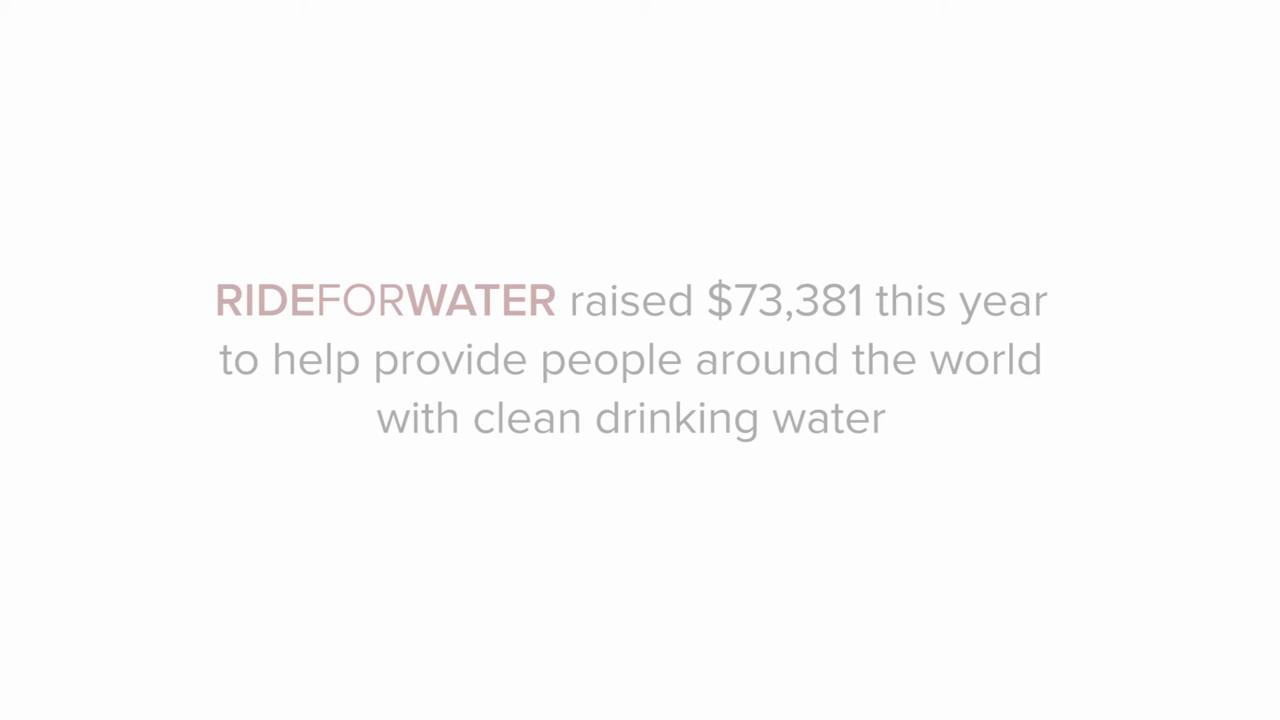 RIDEFORWATER raised $73,381 this year
to help provide people around the world
with clean drinking water